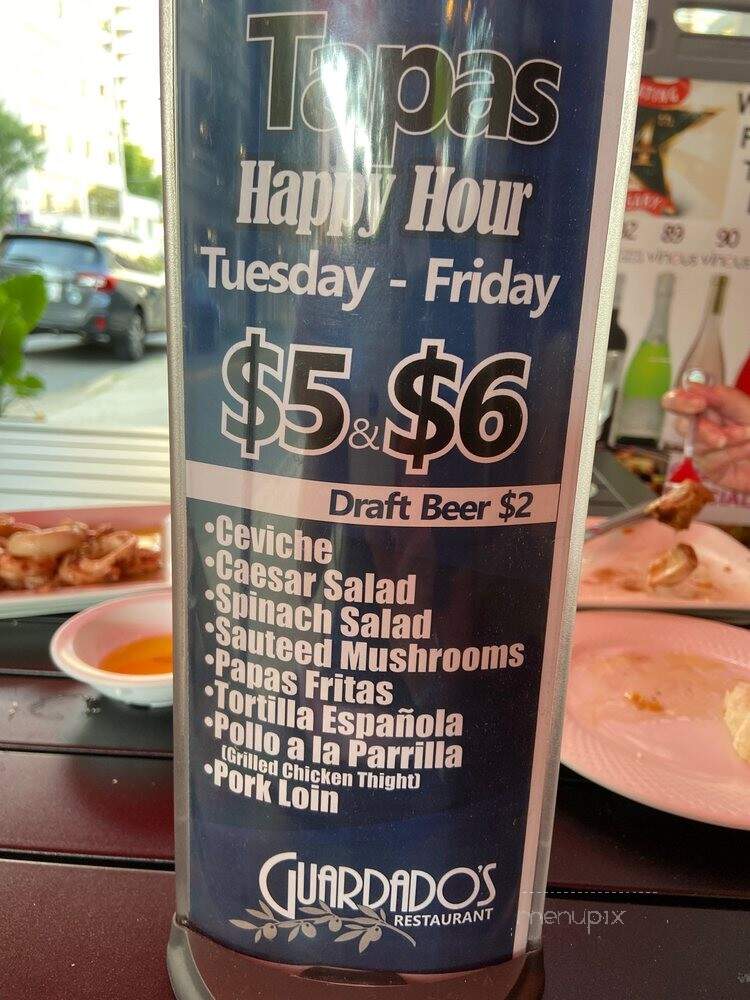 Tapas
Happy Hour
Tuesday - Friday
$5 & $6
Draft Beer $2
•Ceviche
•Caesar Salad
•Spinach Salad
•Sauteed Mushrooms
•Papas Fritas
•Tortilla Española
•Pollo a la Parrilla
(Grilled Chicken Thight)
•Pork Loin
GUARDADO'S
RESTAURANT
menupix
89
90